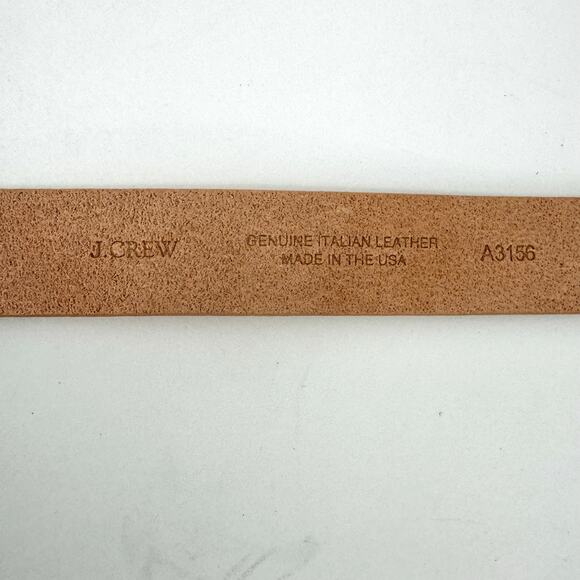 J.CREW
GENUINE ITALIAN LEATHER
MADE IN THE USA
A3156